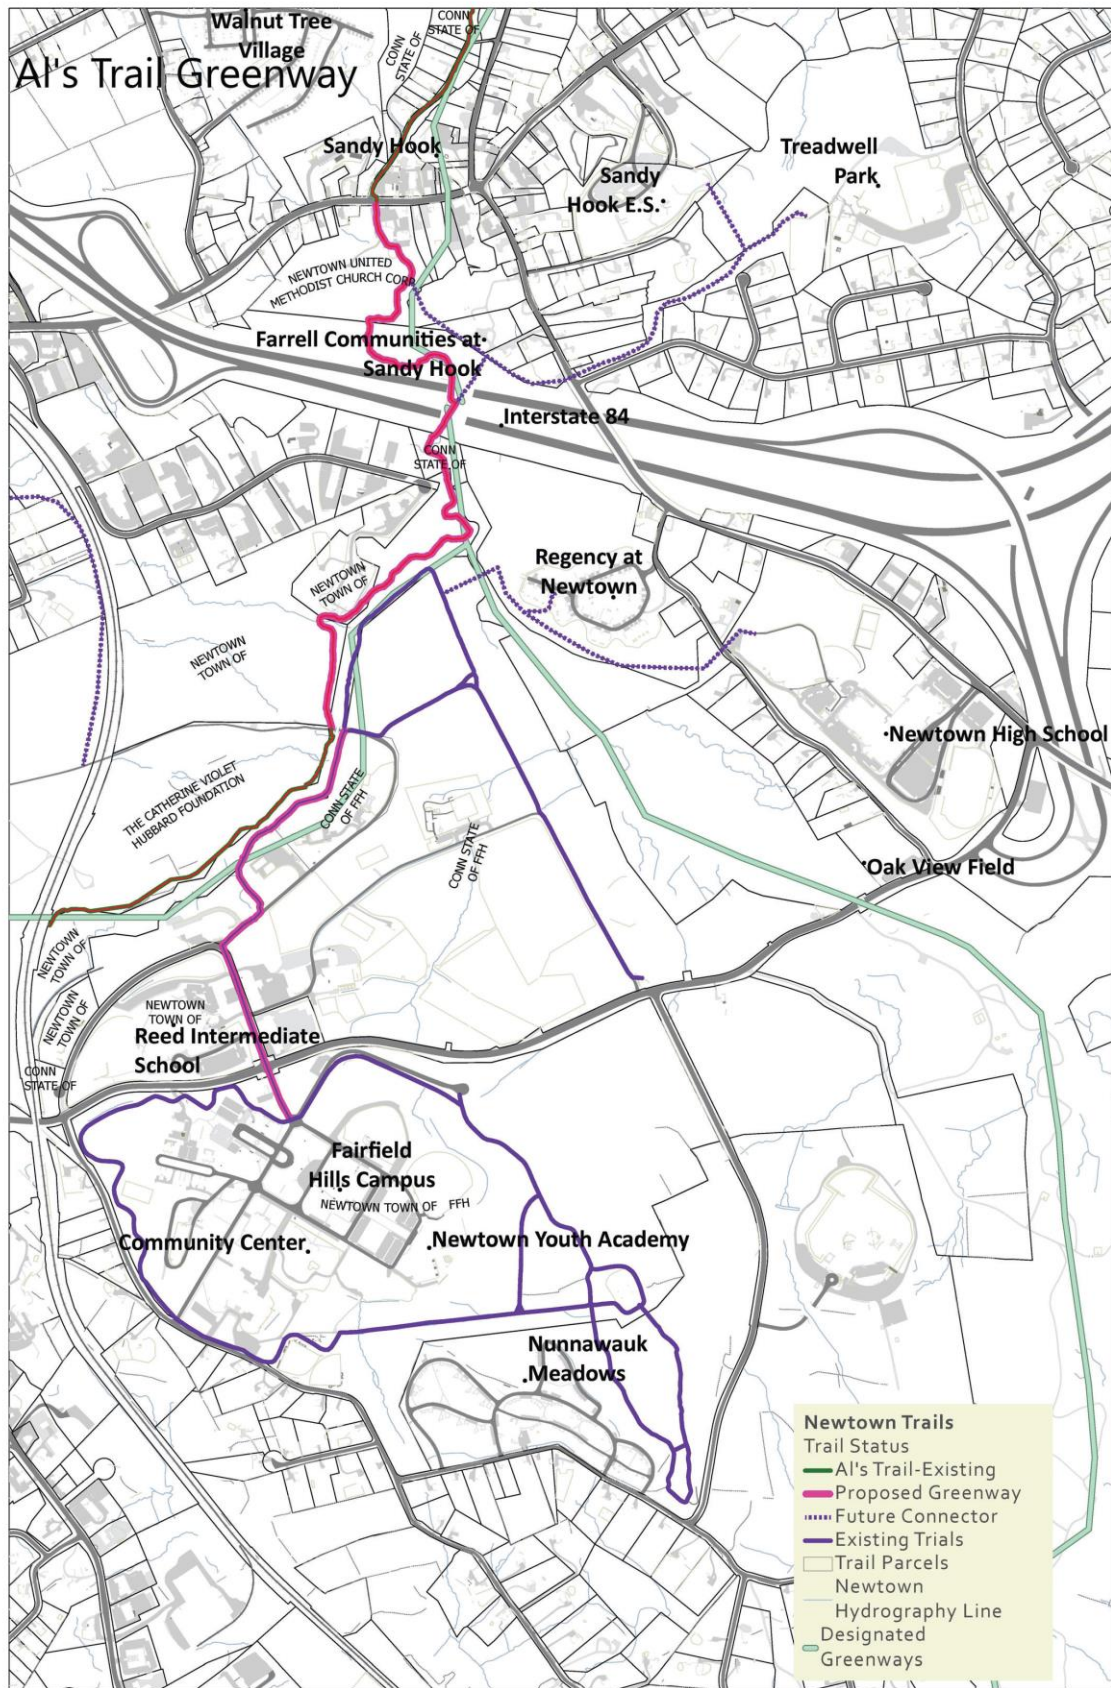 Walnut Tree
Village
CONN
STATE OF
CONN
STATE OF
Al's Trail Greenway
Sandy Hook
Sandy
Hook E.S.
Treadwell
Park
NEWTOWN UNITED
METHODIST CHURCH CORP
Farrell Communities at
Sandy Hook
Interstate 84
CONN
STATE OF
Regency at
Newtown
NEWTOWN
TOWN OF
NEWTOWN
TOWN OF
Newtown High School
THE CATHERINE VIOLET
HUBBARD FOUNDATION
CONN STATE
OF FFH
CONN STATE
OF FFH
Oak View Field
NEWTOWN
TOWN OF
NEWTOWN
TOWN OF
NEWTOWN
TOWN OF
Reed Intermediate
School
CONN
STATE OF
Fairfield
Hills Campus
NEWTOWN TOWN OF FFH
Community Center
Newtown Youth Academy
Nunnawauk
Meadows
Newtown Trails
Trail Status
Al's Trail-Existing
Proposed Greenway
Future Connector
Existing Trials
Trail Parcels
Newtown
Hydrography Line
Designated
Greenways